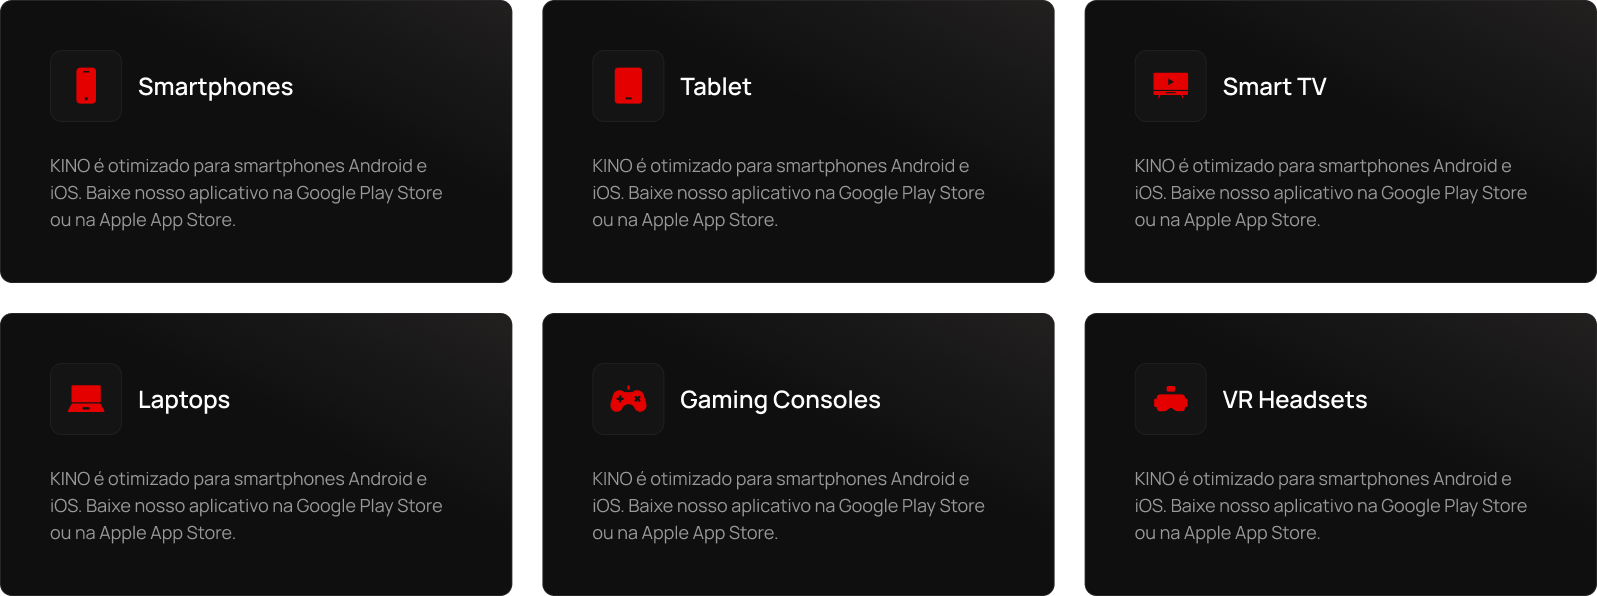 Smartphones
KINO é otimizado para smartphones Android e
iOS. Baixe nosso aplicativo na Google Play Store
ou na Apple App Store.
Tablet
KINO é otimizado para smartphones Android e
iOS. Baixe nosso aplicativo na Google Play Store
ou na Apple App Store.
Smart TV
KINO é otimizado para smartphones Android e
iOS. Baixe nosso aplicativo na Google Play Store
ou na Apple App Store.
Laptops
KINO é otimizado para smartphones Android e
iOS. Baixe nosso aplicativo na Google Play Store
ou na Apple App Store.
Gaming Consoles
KINO é otimizado para smartphones Android e
iOS. Baixe nosso aplicativo na Google Play Store
ou na Apple App Store.
VR Headsets
KINO é otimizado para smartphones Android e
iOS. Baixe nosso aplicativo na Google Play Store
ou na Apple App Store.